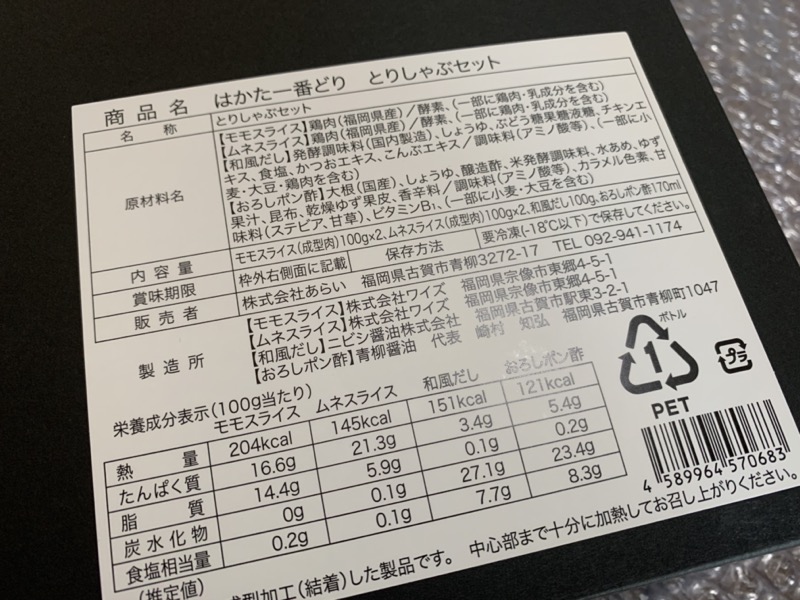 商品名 はかた一番どり とりしゃぶセット
名称 とりしゃぶセット
原材料名 【モモスライス】鶏肉(福岡県産)/酵素、(一部に鶏肉・乳成分を含む)
【ムネスライス】鶏肉(福岡県産)/酵素、(一部に鶏肉・乳成分を含む)
【和風だし】発酵調味料(国内製造)、しょうゆ、ぶどう糖果糖液糖、チキンエ
キス、食塩、かつおエキス、こんぶエキス/調味料(アミノ酸等)、(一部に小
麦・大豆・鶏肉を含む)
【おろしポン酢】大根(国産)、しょうゆ、醸造酢、米発酵調味料、水あめ、ゆず
果汁、昆布、乾燥ゆず果皮、香辛料/調味料(アミノ酸等)、カラメル色素、甘
味料(ステビア、甘草)、ビタミンB₁、(一部に小麦・大豆を含む)
内容量 モモスライス(成型肉)100g×2、ムネスライス(成型肉)100g×2、和風だし100g、おろしポン酢170ml
賞味期限 枠外右側面に記載 保存方法 要冷凍(-18℃以下)で保存してください。
販売者 株式会社あらい 福岡県古賀市青柳3272-17 TEL 092-941-1174
製造所 【モモスライス】株式会社ワイズ 福岡県宗像市東郷4-5-1
【ムネスライス】株式会社ワイズ 福岡県宗像市東郷4-5-1
【和風だし】ニビシ醤油株式会社 福岡県古賀市駅東3-2-1
【おろしポン酢】青柳醤油 代表 崎村 知弘 福岡県古賀市青柳町1047
栄養成分表示(100g当たり)
モモスライス ムネスライス 和風だし おろしポン酢
熱量 204kcal 145kcal 151kcal 121kcal
たんぱく質 16.6g 21.3g 3.4g 5.4g
脂質 14.4g 5.9g 0.1g 0.2g
炭水化物 0g 0.1g 27.1g 23.4g
食塩相当量 0.2g 0.1g 7.7g 8.3g
(推定値)
ボトル
1
PET
プラ
4 589964 570683
型加工(結着)した製品です。 中心部まで十分に加熱してお召し上がりください。